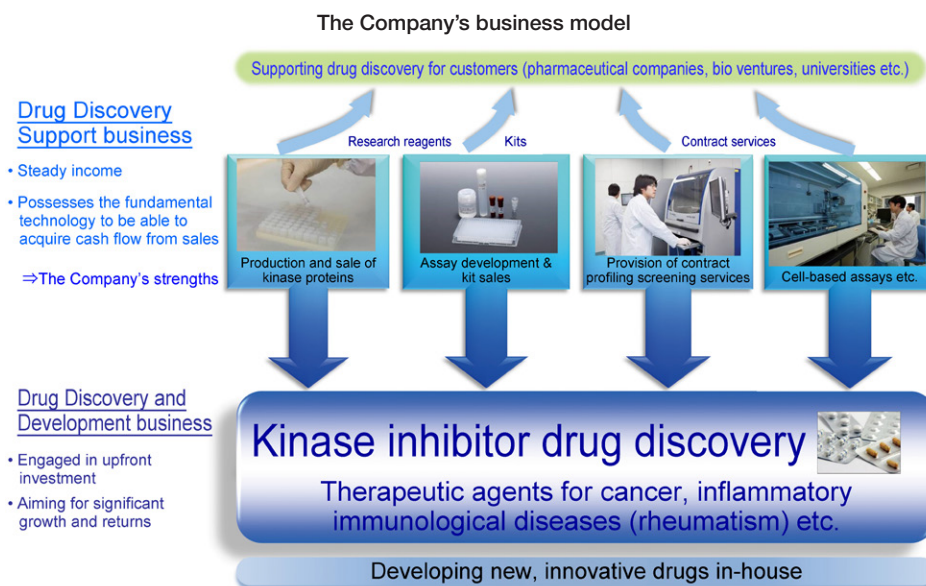 The Company's business model
Supporting drug discovery for customers (pharmaceutical companies, bio ventures, universities etc.)
Drug Discovery
Support business
• Steady income
• Possesses the fundamental
technology to be able to
acquire cash flow from sales
⇒The Company's strengths
Research reagents
Kits
Contract services
Production and sale of
kinase proteins
Assay development &
kit sales
Provision of contract
profiling screening services
Cell-based assays etc.
Drug Discovery and
Development business
• Engaged in upfront
investment
• Aiming for significant
growth and returns
Kinase inhibitor drug discovery
Therapeutic agents for cancer, inflammatory
immunological diseases (rheumatism) etc.
Developing new, innovative drugs in-house